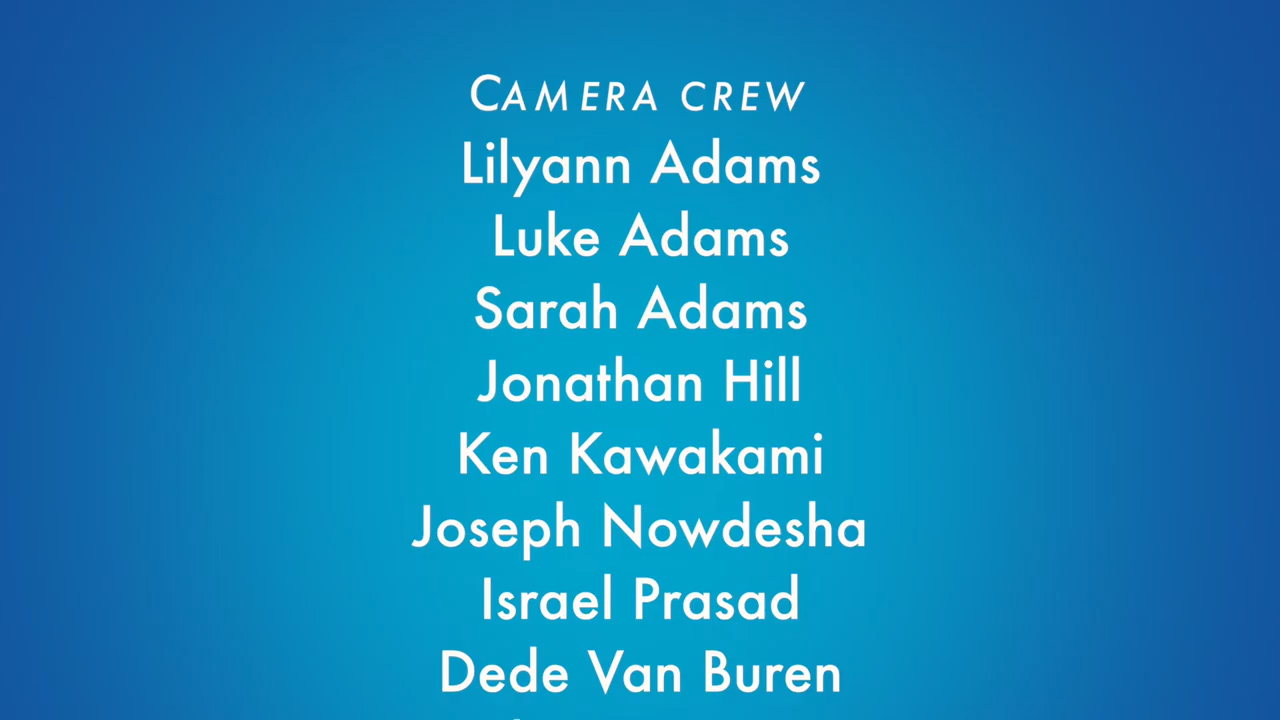 Camera crew
Lilyann Adams
Luke Adams
Sarah Adams
Jonathan Hill
Ken Kawakami
Joseph Nowdesha
Israel Prasad
Dede Van Buren